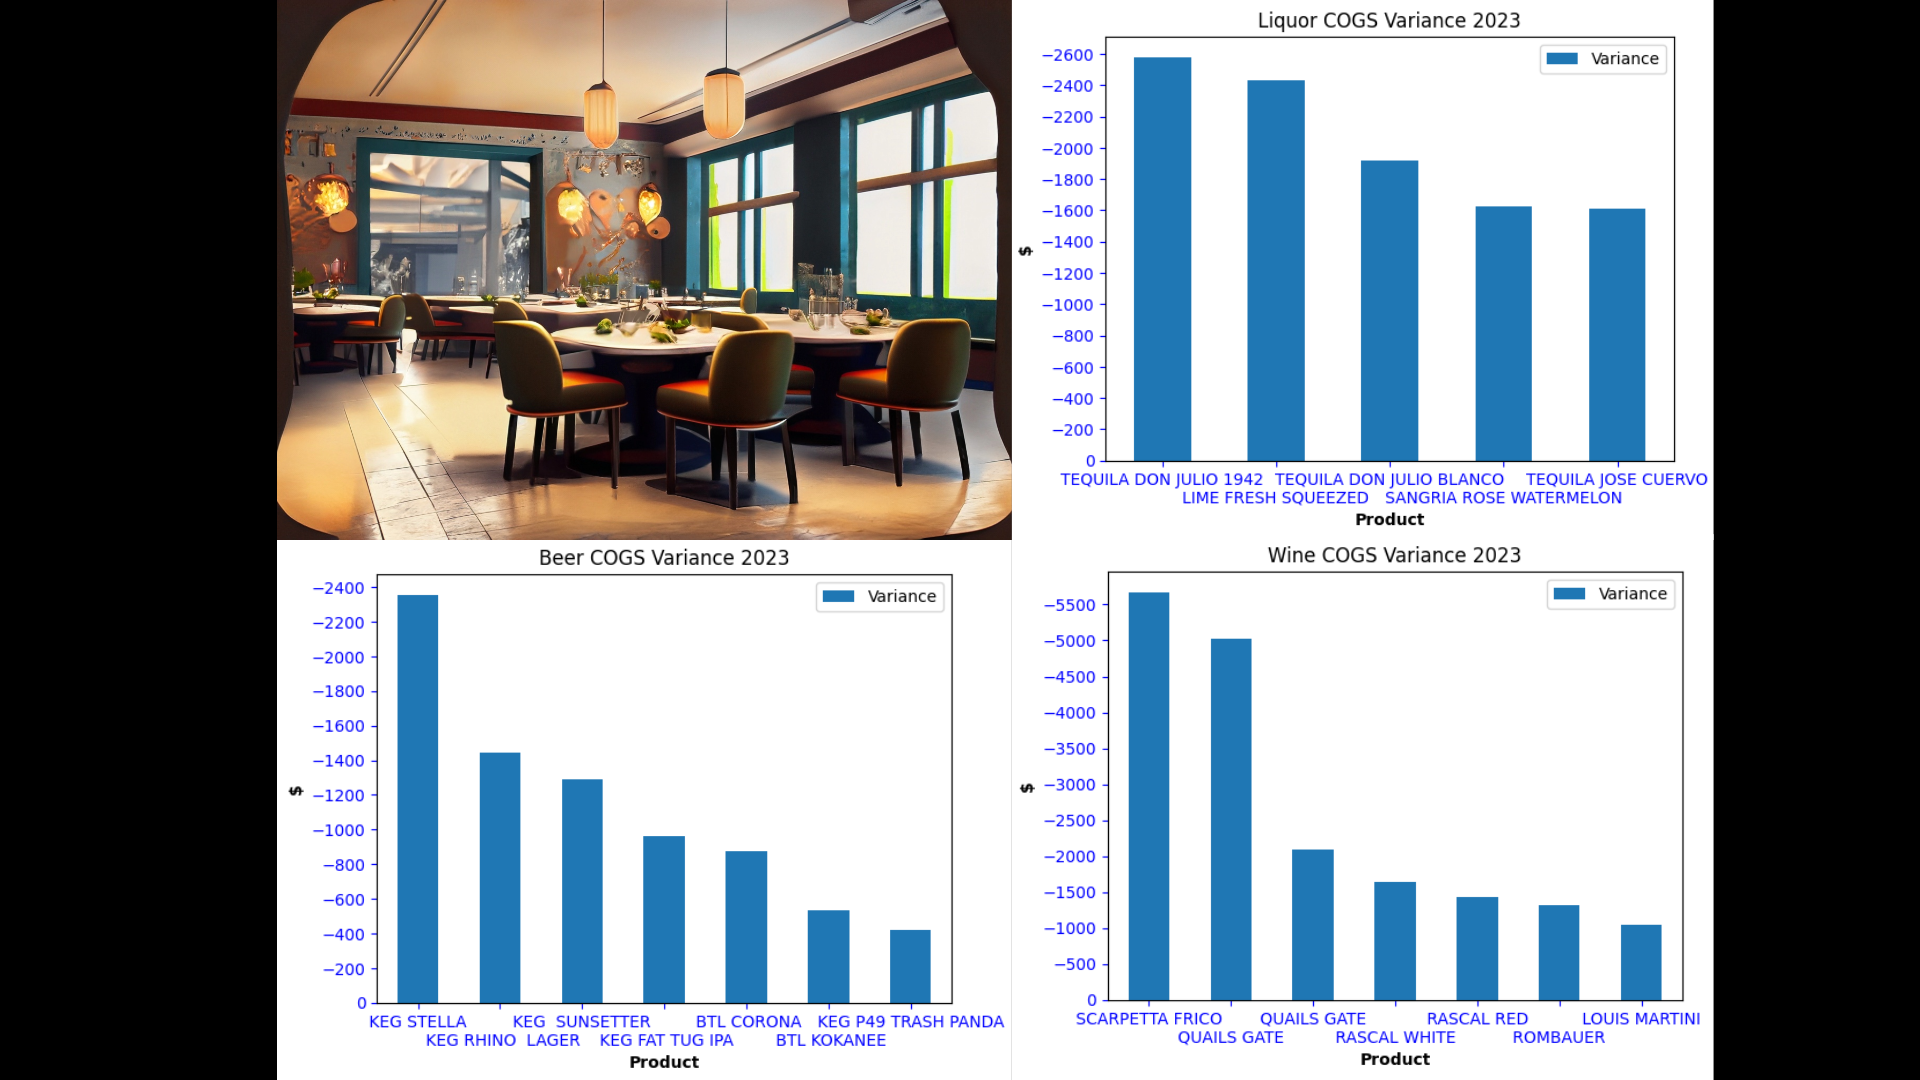 Liquor COGS Variance 2023
Variance
−2600
−2400
−2200
−2000
−1800
−1600
−1400
−1200
−1000
−800
−600
−400
−200
0
$
TEQUILA DON JULIO 1942 TEQUILA DON JULIO BLANCO TEQUILA JOSE CUERVO
LIME FRESH SQUEEZED SANGRIA ROSE WATERMELON
Product
Beer COGS Variance 2023
Variance
−2400
−2200
−2000
−1800
−1600
−1400
−1200
−1000
−800
−600
−400
−200
0
$
KEG STELLA KEG SUNSETTER BTL CORONA KEG P49 TRASH PANDA
KEG RHINO LAGER KEG FAT TUG IPA BTL KOKANEE
Product
Wine COGS Variance 2023
Variance
−5500
−5000
−4500
−4000
−3500
−3000
−2500
−2000
−1500
−1000
−500
0
$
SCARPETTA FRICO QUAILS GATE RASCAL RED LOUIS MARTINI
QUAILS GATE RASCAL WHITE ROMBAUER
Product